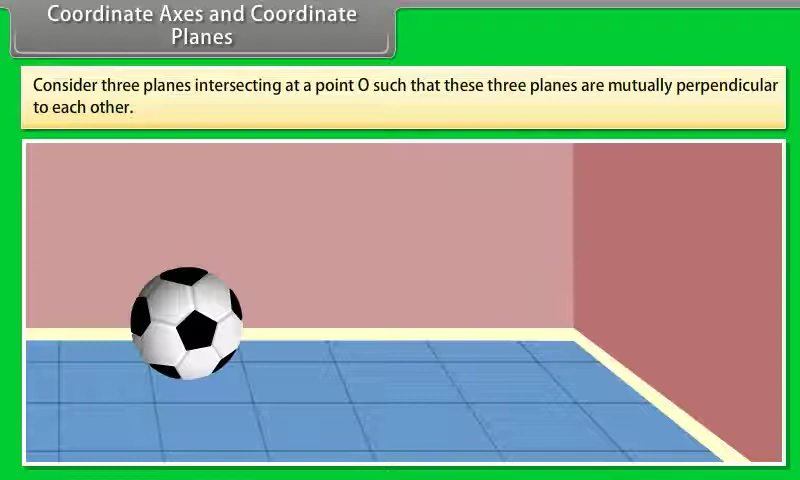 Coordinate Axes and Coordinate
Planes
Consider three planes intersecting at a point O such that these three planes are mutually perpendicular
to each other.